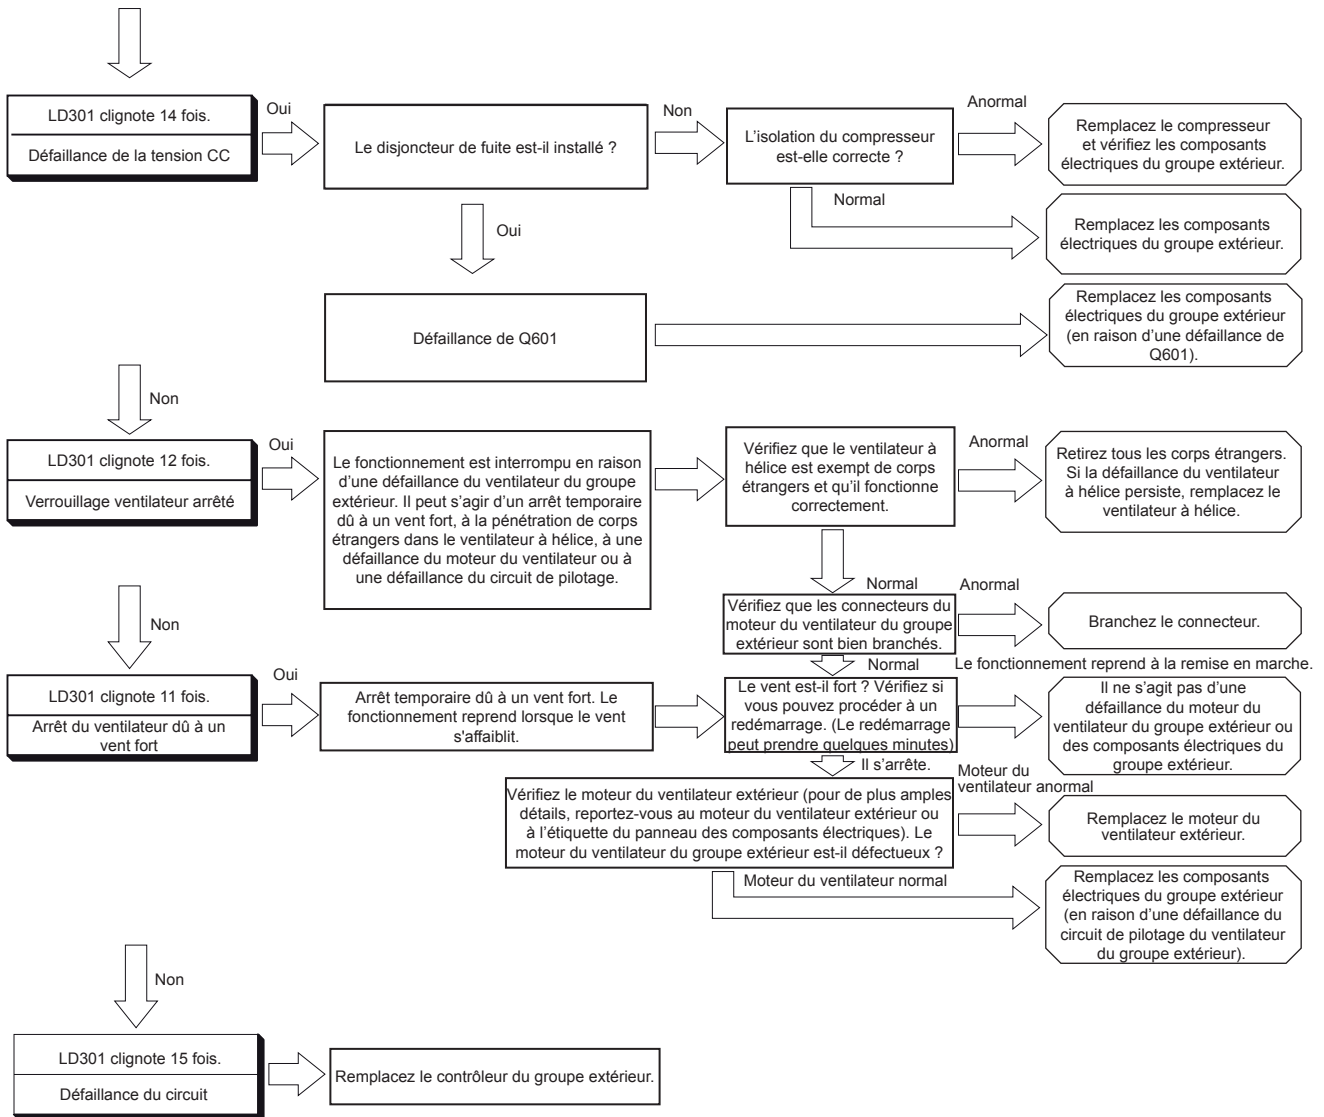 LD301 clignote 14 fois.
Défaillance de la tension CC
Oui
Le disjoncteur de fuite est-il installé ?
Non
L'isolation du compresseur
est-elle correcte ?
Anormal
Remplacez le compresseur
et vérifiez les composants
électriques du groupe extérieur.
Normal
Remplacez les composants
électriques du groupe extérieur.
Oui
Défaillance de Q601
Remplacez les composants
électriques du groupe extérieur
(en raison d’une défaillance de
Q601).
Non
LD301 clignote 12 fois.
Verrouillage ventilateur arrêté
Oui
Le fonctionnement est interrompu en raison
d’une défaillance du ventilateur du groupe
extérieur. Il peut s’agir d’un arrêt temporaire
dû à un vent fort, à la pénétration de corps
étrangers dans le ventilateur à hélice, à une
défaillance du moteur du ventilateur ou à
une défaillance du circuit de pilotage.
Vérifiez que le ventilateur à
hélice est exempt de corps
étrangers et qu’il fonctionne
correctement.
Anormal
Retirez tous les corps étrangers.
Si la défaillance du ventilateur
à hélice persiste, remplacez le
ventilateur à hélice.
Normal
Vérifiez que les connecteurs du
moteur du ventilateur du groupe
extérieur sont bien branchés.
Anormal
Branchez le connecteur.
Non
LD301 clignote 11 fois.
Arrêt du ventilateur dû à un
vent fort
Oui
Arrêt temporaire dû à un vent fort. Le
fonctionnement reprend lorsque le vent
s'affaiblit.
Normal
Le vent est-il fort ? Vérifiez si
vous pouvez procéder à un
redémarrage. (Le redémarrage
peut prendre quelques minutes)
Le fonctionnement reprend à la remise en marche.
Il ne s’agit pas d’une
défaillance du moteur du
ventilateur du groupe extérieur ou
des composants électriques du
groupe extérieur.
Il s’arrête.
Vérifiez le moteur du ventilateur extérieur (pour de plus amples
détails, reportez-vous au moteur du ventilateur extérieur ou
à l’étiquette du panneau des composants électriques). Le
moteur du ventilateur du groupe extérieur est-il défectueux ?
Moteur du
ventilateur anormal
Remplacez le moteur du
ventilateur extérieur.
Moteur du ventilateur normal
Remplacez les composants
électriques du groupe extérieur
(en raison d’une défaillance du
circuit de pilotage du ventilateur
du groupe extérieur).
Non
LD301 clignote 15 fois.
Défaillance du circuit
Remplacez le contrôleur du groupe extérieur.